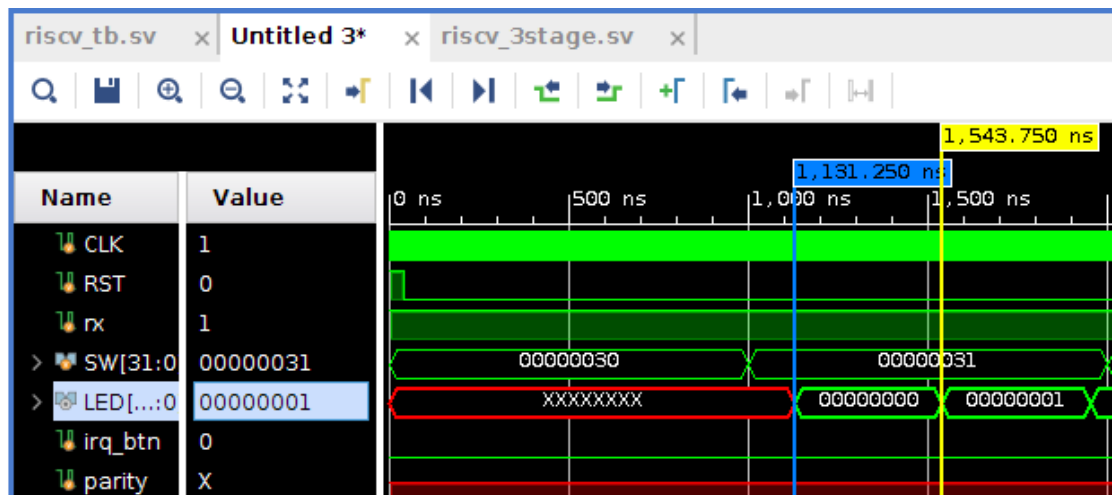 riscv_tb.sv × Untitled 3* × riscv_3stage.sv ×
1,543.750 ns
1,131.250 ns
Name Value
0 ns 500 ns 1,000 ns 1,500 ns
CLK 1
RST 0
rx 1
SW[31:0 00000031 00000030 00000031
LED[...:0 00000001 XXXXXXXX 00000000 00000001
irq_btn 0
parity X